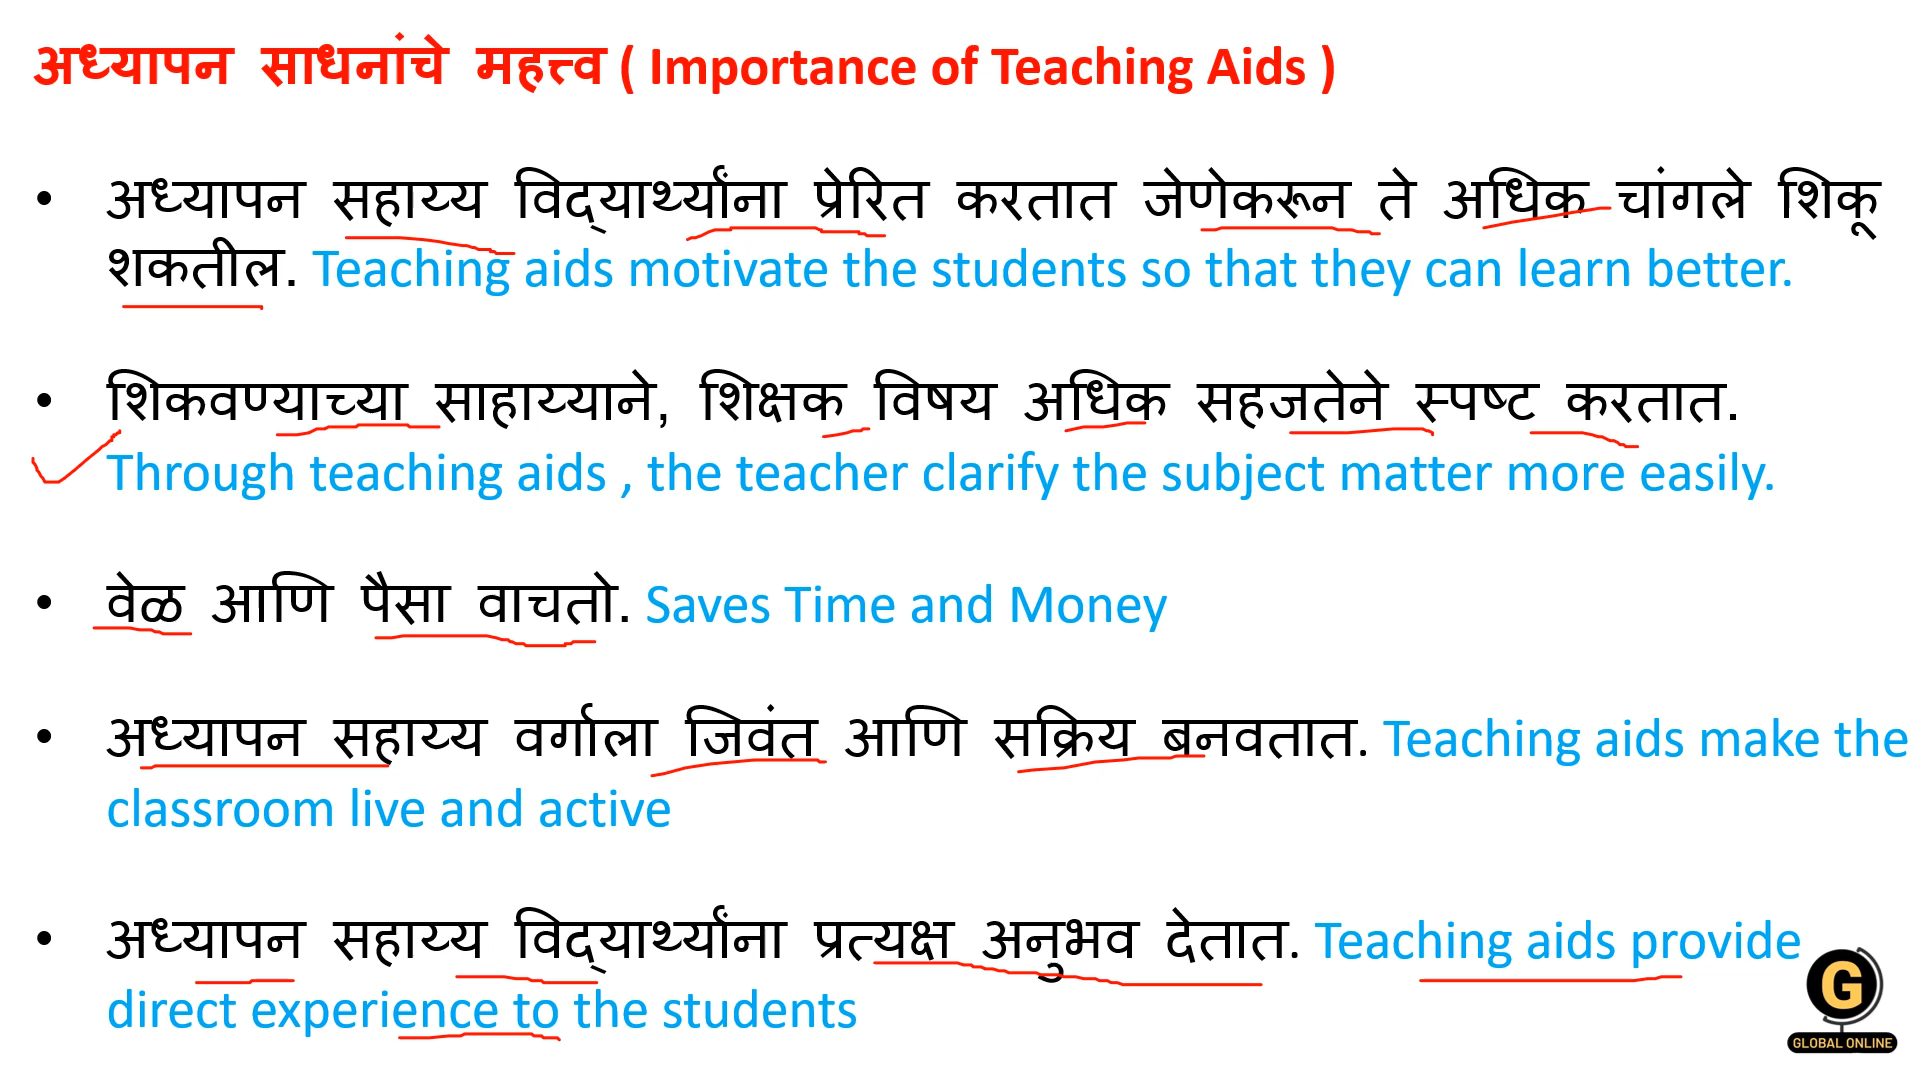 अध्यापन साधनांचे महत्त्व ( Importance of Teaching Aids )
• अध्यापन सहाय्य विद्यार्थ्यांना प्रेरित करतात जेणेकरून ते अधिक चांगले शिकू
शकतील. Teaching aids motivate the students so that they can learn better.
• शिकवण्याच्या साहाय्याने, शिक्षक विषय अधिक सहजतेने स्पष्ट करतात.
Through teaching aids , the teacher clarify the subject matter more easily.
• वेळ आणि पैसा वाचतो. Saves Time and Money
• अध्यापन सहाय्य वर्गाला जिवंत आणि सक्रिय बनवतात. Teaching aids make the
classroom live and active
• अध्यापन सहाय्य विद्यार्थ्यांना प्रत्यक्ष अनुभव देतात. Teaching aids provide
direct experience to the students
G
GLOBAL ONLINE